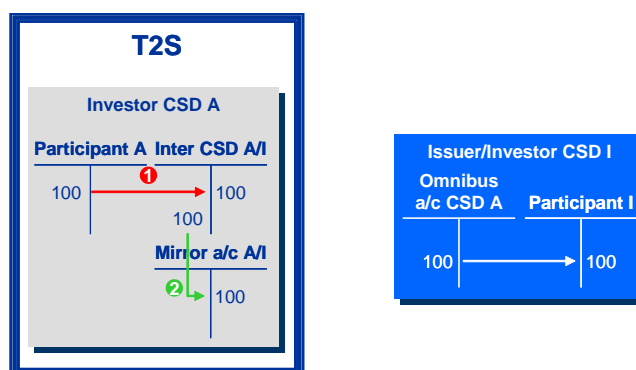 T2S
Investor CSD A
Participant A Inter CSD A/I
1
100 100
100
Mirror a/c A/I
2
100
Issuer/Investor CSD I
Omnibus
a/c CSD A Participant I
100 100